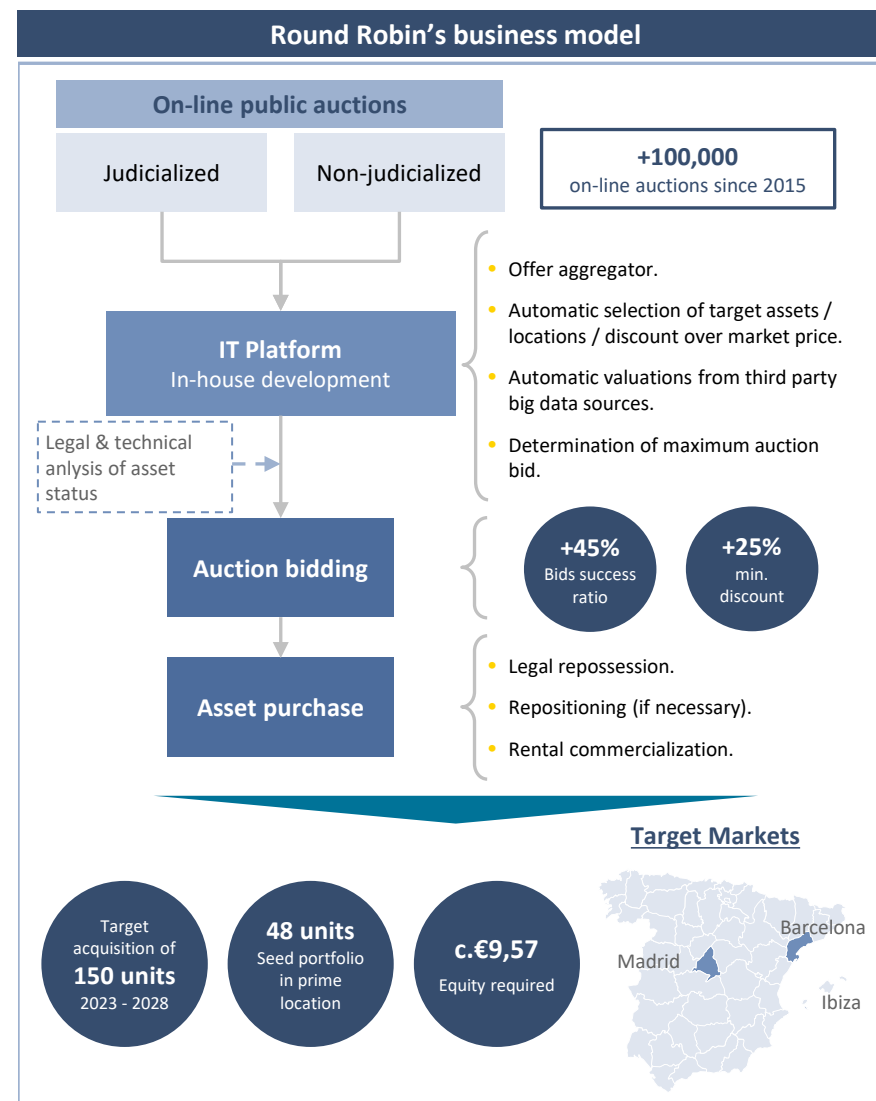 Round Robin’s business model
On-line public auctions
Judicialized
Non-judicialized
+100,000
on-line auctions since 2015
• Offer aggregator.
• Automatic selection of target assets /
locations / discount over market price.
• Automatic valuations from third party
big data sources.
• Determination of maximum auction
bid.
IT Platform
In-house development
Legal & technical
anlysis of asset
status
Auction bidding
+45%
Bids success
ratio
+25%
min.
discount
Asset purchase
• Legal repossession.
• Repositioning (if necessary).
• Rental commercialization.
Target
acquisition of
150 units
2023 - 2028
48 units
Seed portfolio
in prime
location
c.€9,57
Equity required
Target Markets
Barcelona
Madrid
Ibiza